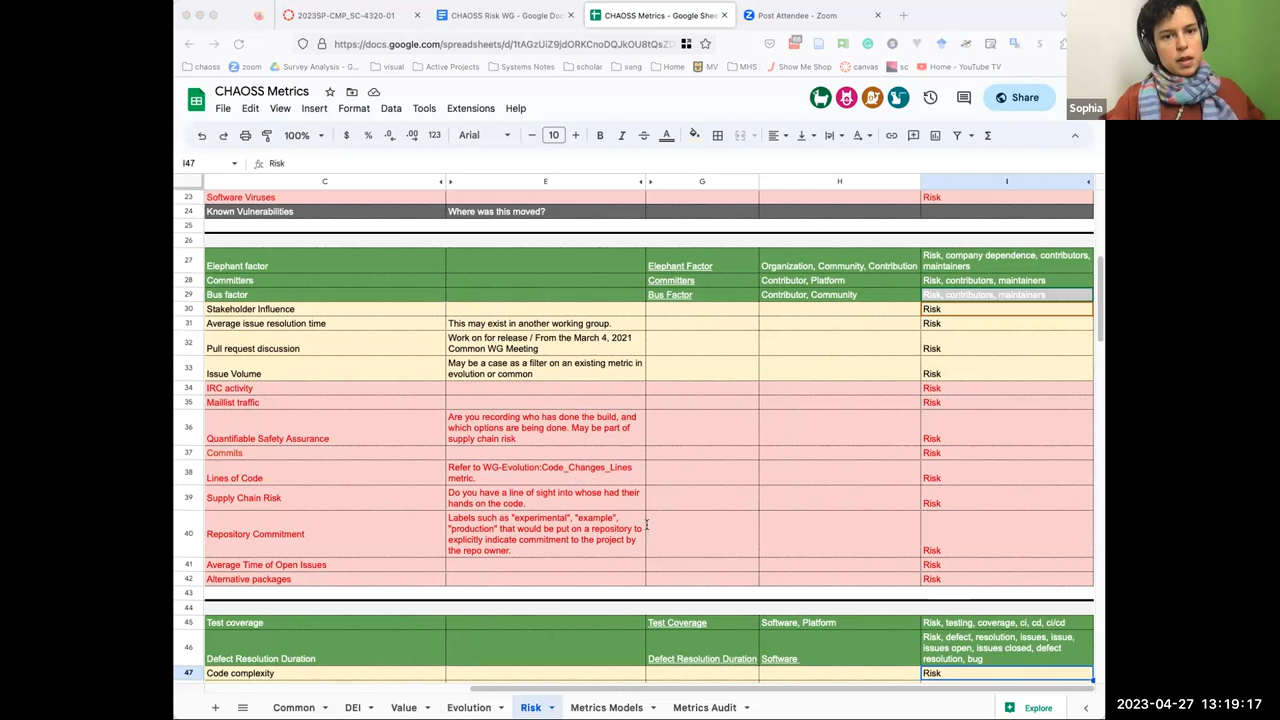 2023SP-CMP_SC-4320-01
CHAOSS Risk WG - Google Doc
CHAOSS Metrics - Google She
Post Attendee - Zoom
https://docs.google.com/spreadsheets/d/1tAGzUiZ9jdORKCnoDQJkOU8tQsZD
chaoss
zoom
Survey Analysis - G
visual
Active Projects
Systems Notes
scholar
seng
Home
MV
MHS
Show Me Shop
canvas
sc
Home - YouTube TV
Sophia
CHAOSS Metrics
File Edit View Insert Format Data Tools Extensions Help
Share
100%
$ % .0 .00 123
Arial
10
I47
Risk
C E G H I
23 Software Viruses Risk
24 Known Vulnerabilities Where was this moved?
25
26
27 Elephant factor Elephant Factor Organization, Community, Contribution Risk, company dependence, contributors, maintainers
28 Committers Committers Contributor, Platform Risk, contributors, maintainers
29 Bus factor Bus Factor Contributor, Community Risk, contributors, maintainers
30 Stakeholder Influence Risk
31 Average issue resolution time This may exist in another working group. Risk
32 Pull request discussion Work on for release / From the March 4, 2021 Common WG Meeting Risk
33 Issue Volume May be a case as a filter on an existing metric in evolution or common Risk
34 IRC activity Risk
35 Maillist traffic Risk
36 Quantifiable Safety Assurance Are you recording who has done the build, and which options are being done. May be part of supply chain risk Risk
37 Commits Risk
38 Lines of Code Refer to WG-Evolution:Code_Changes_Lines metric. Risk
39 Supply Chain Risk Do you have a line of sight into whose had their hands on the code. Risk
40 Repository Commitment Labels such as "experimental", "example", "production" that would be put on a repository to explicitly indicate commitment to the project by the repo owner. Risk
41 Average Time of Open Issues Risk
42 Alternative packages Risk
43
44
45 Test coverage Test Coverage Software, Platform Risk, testing, coverage, ci, cd, ci/cd
46 Defect Resolution Duration Defect Resolution Duration Software Risk, defect, resolution, issues, issue, issues open, issues closed, defect resolution, bug
47 Code complexity Risk
Common DEI Value Evolution Risk Metrics Models Metrics Audit
Explore
2023-04-27 13:19:17